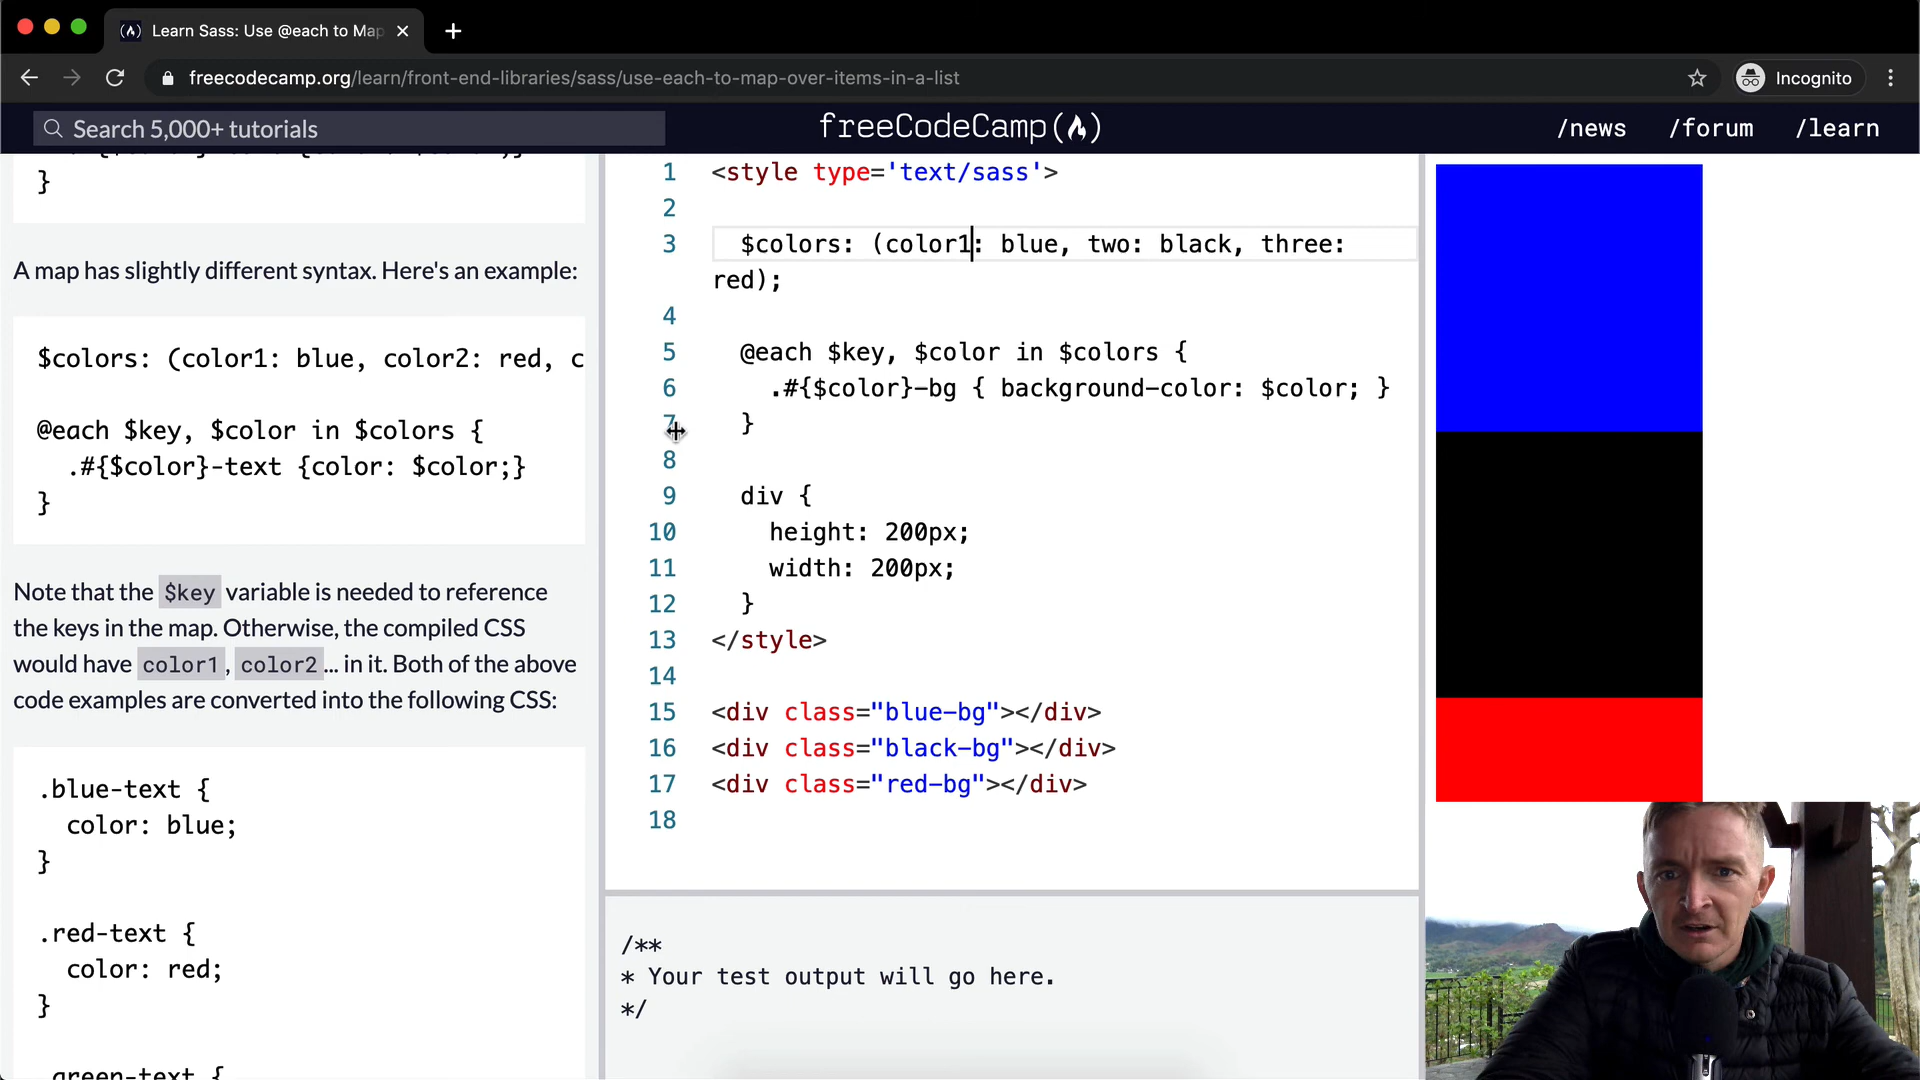 Learn Sass: Use @each to Map
freecodecamp.org/learn/front-end-libraries/sass/use-each-to-map-over-items-in-a-list
Incognito
Search 5,000+ tutorials
freeCodeCamp(🔥)
/news /forum /learn
}
A map has slightly different syntax. Here's an example:
$colors: (color1: blue, color2: red, c
@each $key, $color in $colors {
.#{$color}-text {color: $color;}
}
Note that the $key variable is needed to reference
the keys in the map. Otherwise, the compiled CSS
would have color1, color2... in it. Both of the above
code examples are converted into the following CSS:
.blue-text {
color: blue;
}
.red-text {
color: red;
}
.green-text {
1 <style type='text/sass'>
2
3 $colors: (color1: blue, two: black, three:
red);
4
5 @each $key, $color in $colors {
6 .#{$color}-bg { background-color: $color; }
7 }
8
9 div {
10 height: 200px;
11 width: 200px;
12 }
13 </style>
14
15 <div class="blue-bg"></div>
16 <div class="black-bg"></div>
17 <div class="red-bg"></div>
18
/**
* Your test output will go here.
*/